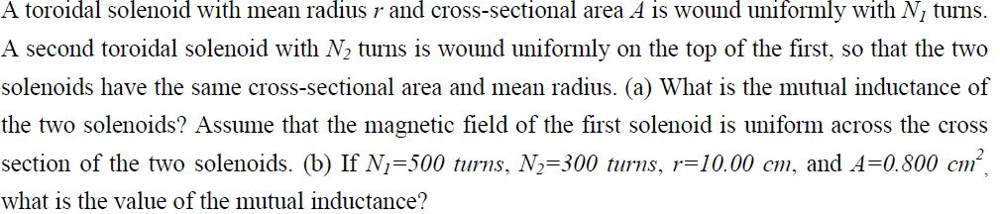 A toroidal solenoid with mean radius r and cross-sectional area A is wound uniformly with N₁ turns.
A second toroidal solenoid with N₂ turns is wound uniformly on the top of the first, so that the two
solenoids have the same cross-sectional area and mean radius. (a) What is the mutual inductance of
the two solenoids? Assume that the magnetic field of the first solenoid is uniform across the cross
section of the two solenoids. (b) If N₁=500 turns, N₂=300 turns, r=10.00 cm, and A=0.800 cm²,
what is the value of the mutual inductance?